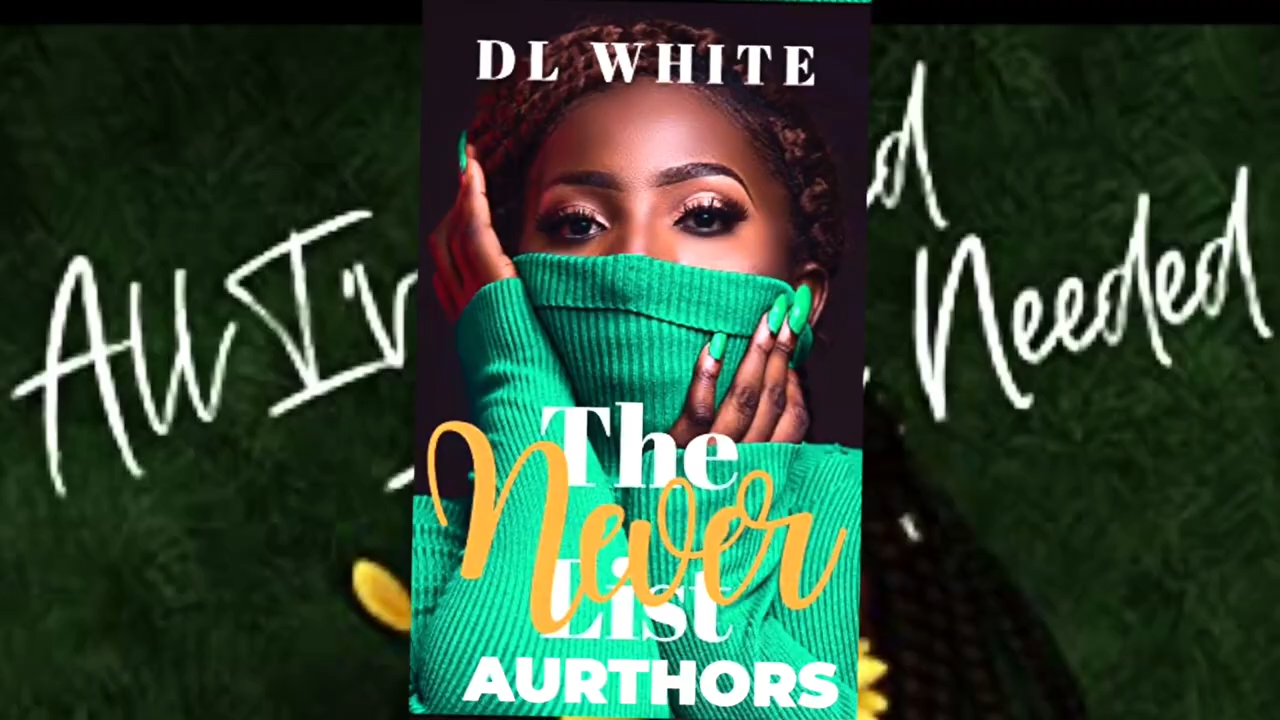 DL WHITE
All I'v
d
Needed
The
Never
List
AURTHORS